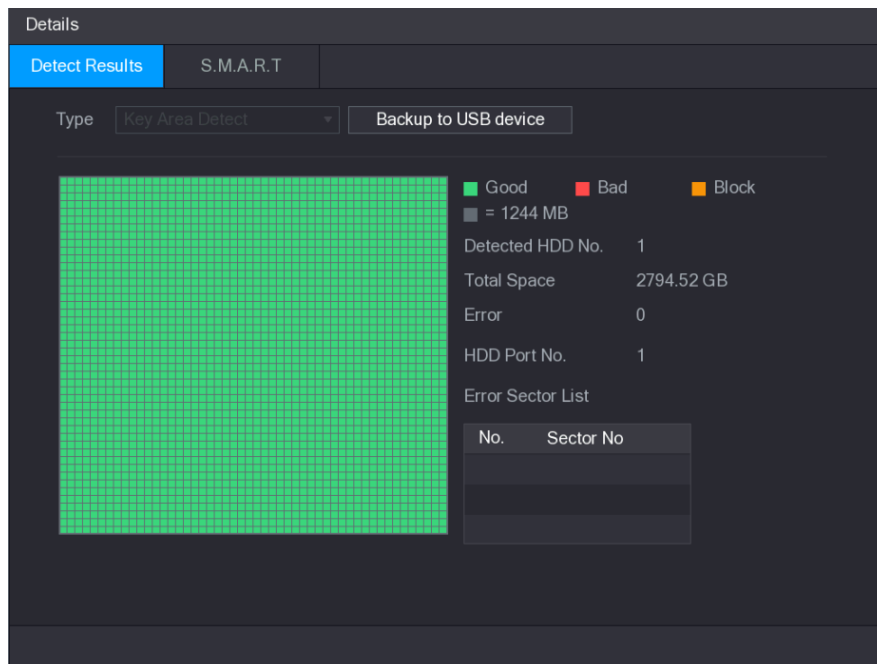 Details
Detect Results S.M.A.R.T
Type Key Area Detect Backup to USB device
Good Bad Block
= 1244 MB
Detected HDD No. 1
Total Space 2794.52 GB
Error 0
HDD Port No. 1
Error Sector List
No. Sector No